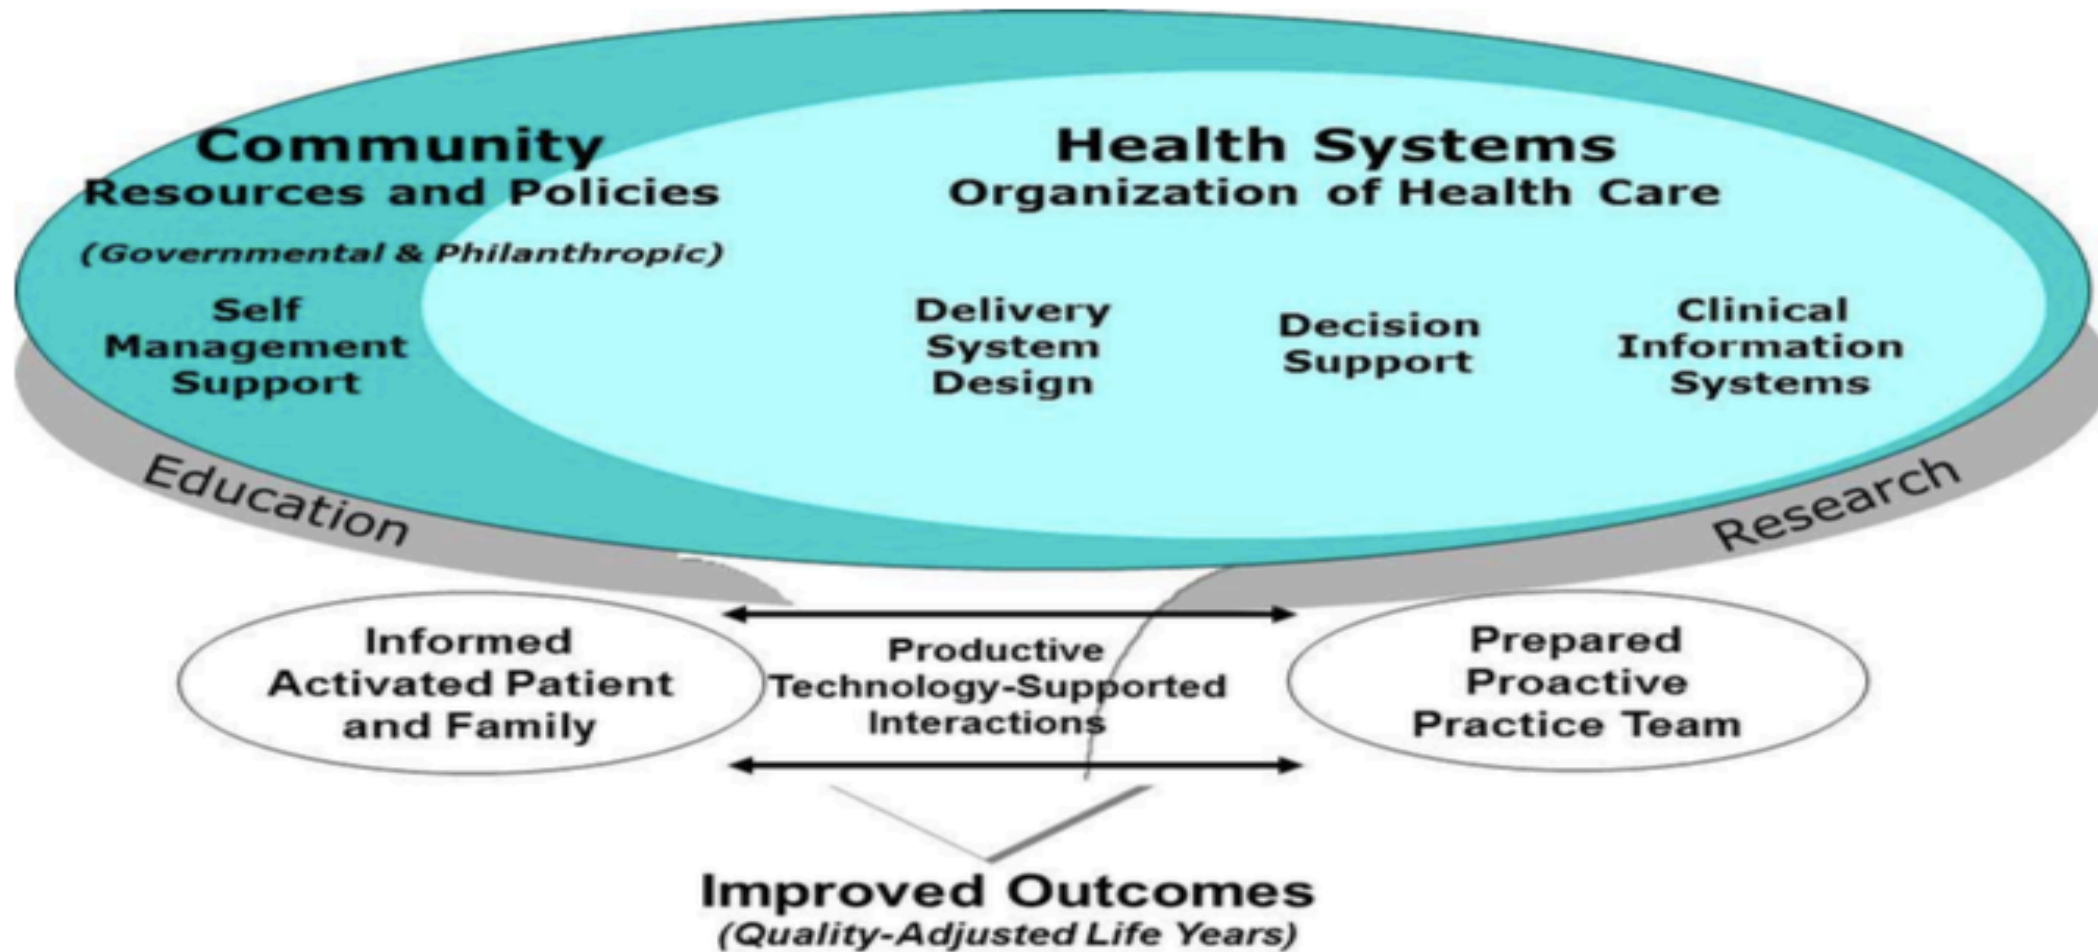 Community
Resources and Policies
(Governmental & Philanthropic)
Self
Management
Support
Health Systems
Organization of Health Care
Delivery
System
Design
Decision
Support
Clinical
Information
Systems
Education
Research
Informed
Activated Patient
and Family
Productive
Technology-Supported
Interactions
Prepared
Proactive
Practice Team
Improved Outcomes
(Quality-Adjusted Life Years)